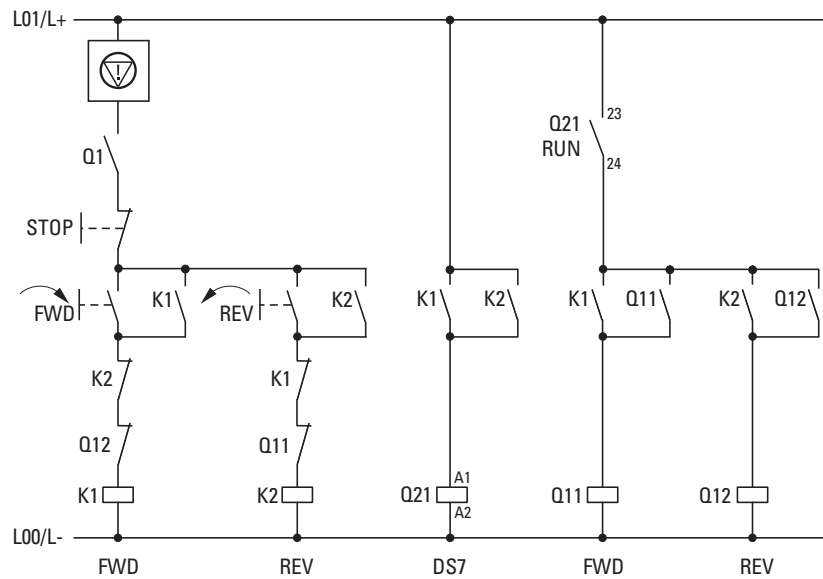 L01/L+
!
Q1
Q21
RUN
23
24
STOP
FWD
K1
REV
K2
K1
K2
K1
Q11
K2
Q12
K2
K1
Q12
Q11
K1
K2
Q21
A1
A2
Q11
Q12
L00/L-
FWD
REV
DS7
FWD
REV